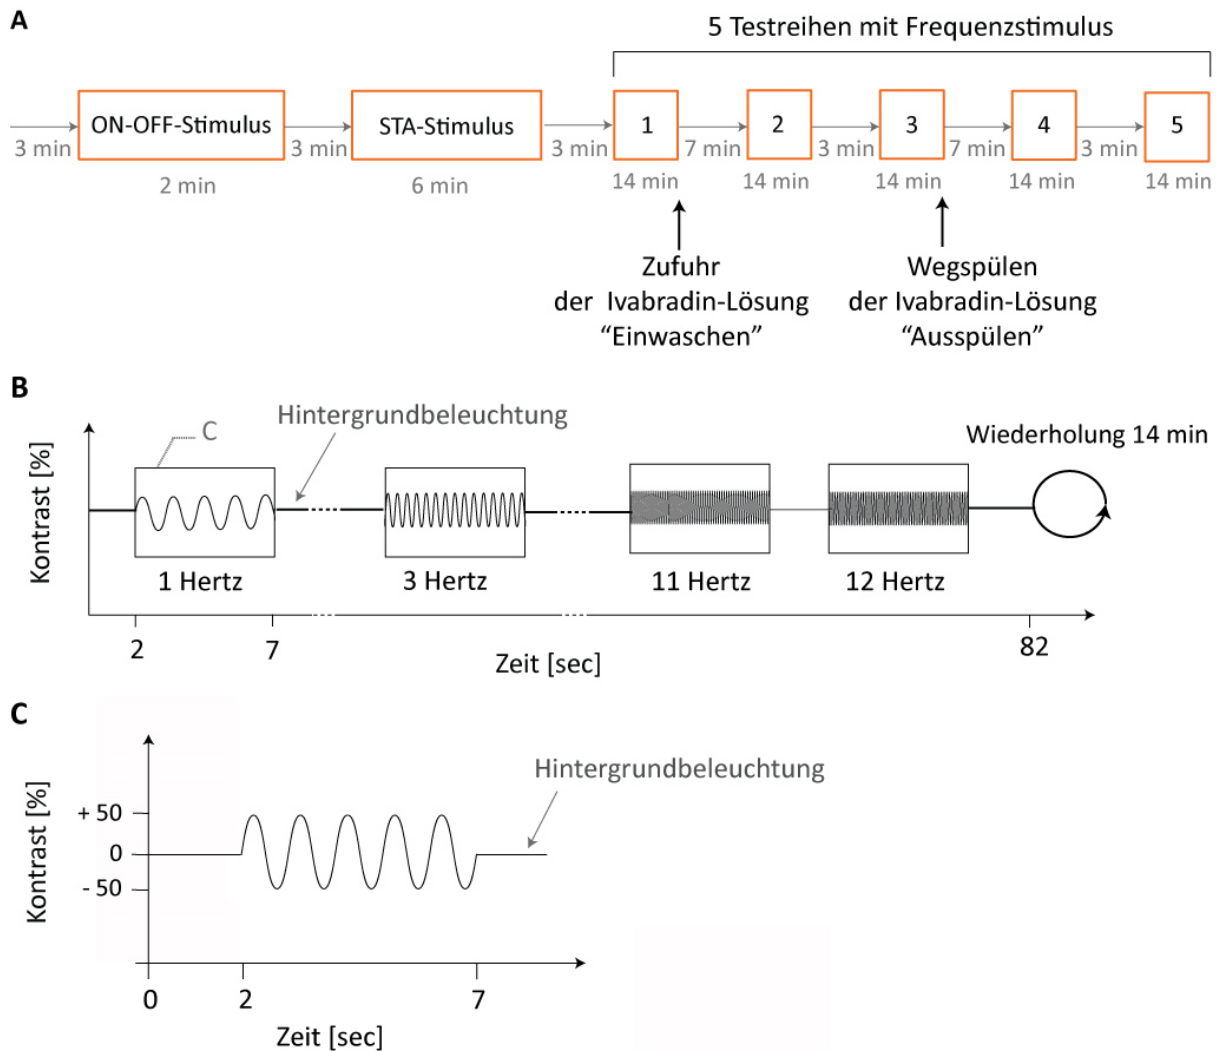 A
5 Testreihen mit Frequenzstimulus
ON-OFF-Stimulus
STA-Stimulus
1
2
3
4
5
3 min
3 min
3 min
7 min
3 min
7 min
3 min
2 min
6 min
14 min
14 min
14 min
14 min
14 min
Zufuhr
der Ivabradin-Lösung
“Einwaschen”
Wegspülen
der Ivabradin-Lösung
“Ausspülen”
B
Kontrast [%]
C
Hintergrundbeleuchtung
Wiederholung 14 min
1 Hertz
3 Hertz
11 Hertz
12 Hertz
2
7
82
Zeit [sec]
C
Kontrast [%]
Hintergrundbeleuchtung
+ 50
0
- 50
0
2
7
Zeit [sec]